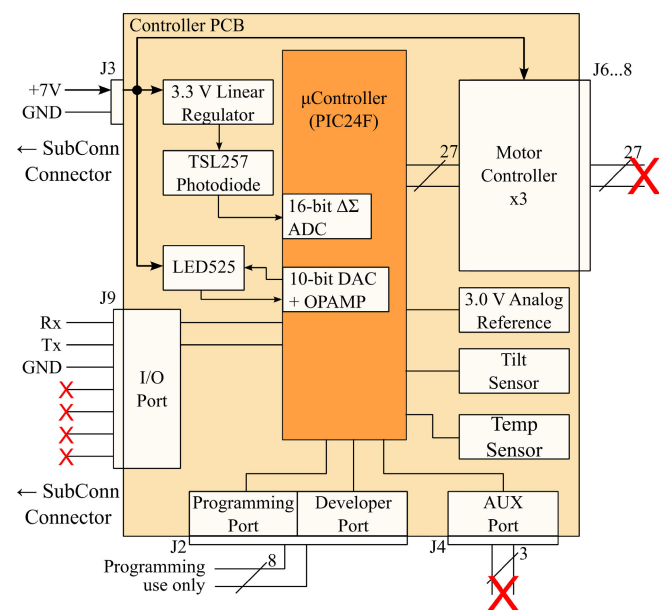 Controller PCB
J3
J6...8
+7V
GND
← SubConn
Connector
3.3 V Linear
Regulator
TSL257
Photodiode
μController
(PIC24F)
16-bit ΔΣ
ADC
27
Motor
Controller
x3
27
LED525
10-bit DAC
+ OPAMP
J9
Rx
Tx
GND
I/O
Port
3.0 V Analog
Reference
Tilt
Sensor
Temp
Sensor
← SubConn
Connector
Programming
Port
Developer
Port
AUX
Port
J2
J4
Programming
use only
8
3